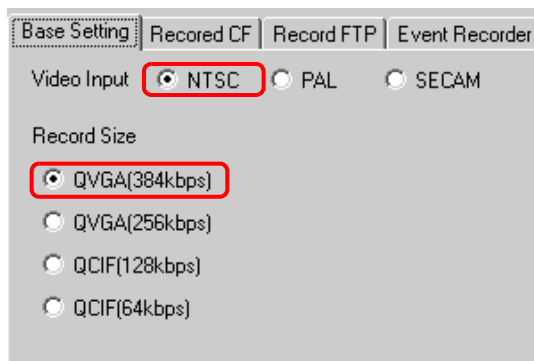 Base Setting Recored CF Record FTP Event Recorder
Video Input NTSC PAL SECAM
Record Size
QVGA(384kbps)
QVGA(256kbps)
QCIF(128kbps)
QCIF(64kbps)